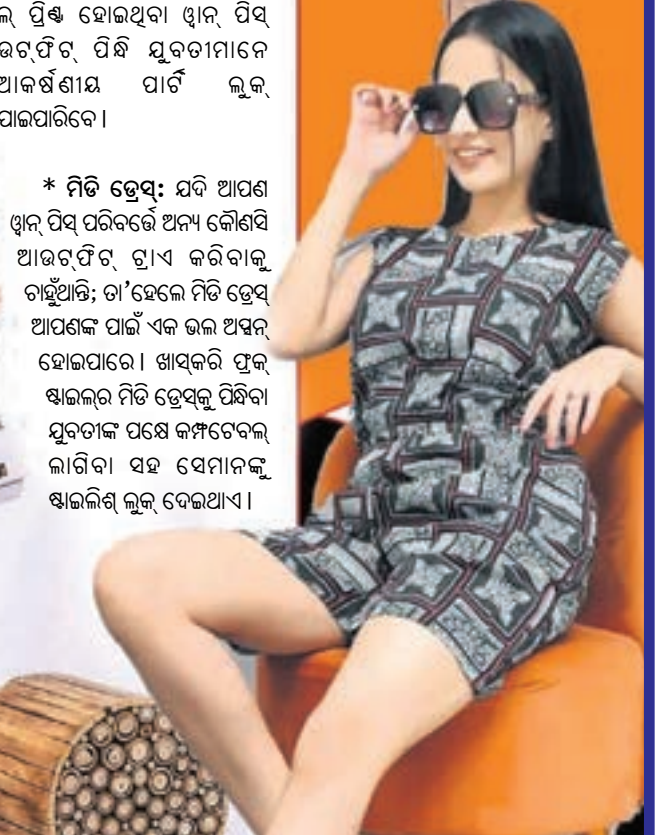 ଲ୍ ପ୍ରିଣ୍ଟ ହୋଇଥିବା ଓ୍ବାନ୍ ପିସ୍
ଉଟ୍‌ଫିଟ୍ ପିନ୍ଧି ଯୁବତୀମାନେ
ଆକର୍ଷଣୀୟ ପାର୍ଟି ଲୁକ୍
ପାଇପାରିବେ।
* ମିଡି ଡ୍ରେସ୍: ଯଦି ଆପଣ
ଓ୍ବାନ୍ ପିସ୍ ପରିବର୍ତ୍ତେ ଅନ୍ୟ କୌଣସି
ଆଉଟ୍‌ଫିଟ୍ ଟ୍ରାଏ କରିବାକୁ
ଚାହୁଁଥାନ୍ତି; ତା'ହେଲେ ମିଡି ଡ୍ରେସ୍
ଆପଣଙ୍କ ପାଇଁ ଏକ ଭଲ ଅପ୍ସନ୍
ହୋଇପାରେ। ଖାସ୍‌କରି ଫ୍ରକ୍
ଷ୍ଟାଇଲ୍‌ର ମିଡି ଡ୍ରେସ୍‌କୁ ପିନ୍ଧିବା
ଯୁବତୀଙ୍କ ପକ୍ଷେ କମ୍ଫଟେବଲ୍
ଲାଗିବା ସହ ସେମାନଙ୍କୁ
ଷ୍ଟାଇଲିଶ୍ ଲୁକ୍ ଦେଇଥାଏ।